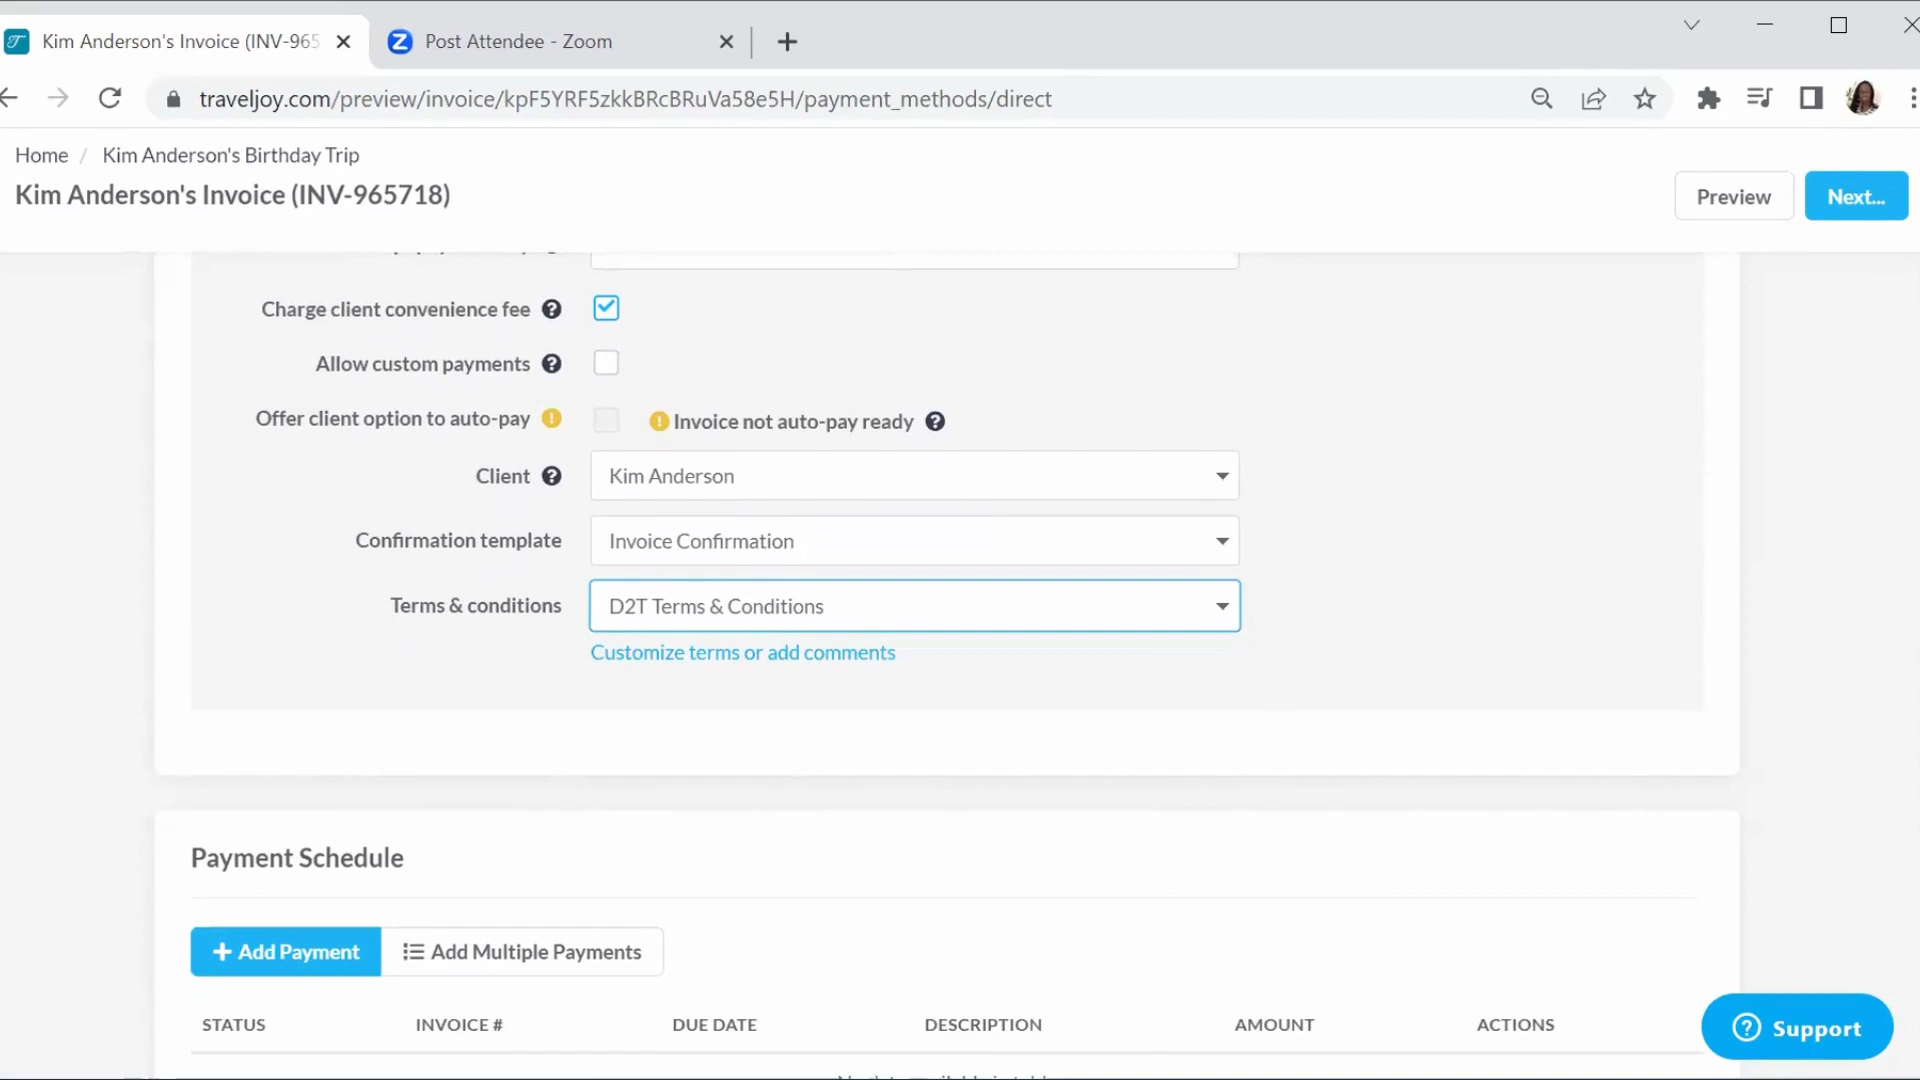 Kim Anderson's Invoice (INV-965
Post Attendee - Zoom
traveljoy.com/preview/invoice/kpF5YRF5zkkBRcBRuVa58e5H/payment_methods/direct
Home / Kim Anderson's Birthday Trip
Kim Anderson's Invoice (INV-965718)
Preview
Next...
Charge client convenience fee
Allow custom payments
Offer client option to auto-pay
Invoice not auto-pay ready
Client
Kim Anderson
Confirmation template
Invoice Confirmation
Terms & conditions
D2T Terms & Conditions
Customize terms or add comments
Payment Schedule
+ Add Payment
Add Multiple Payments
STATUS INVOICE # DUE DATE DESCRIPTION AMOUNT ACTIONS
Support